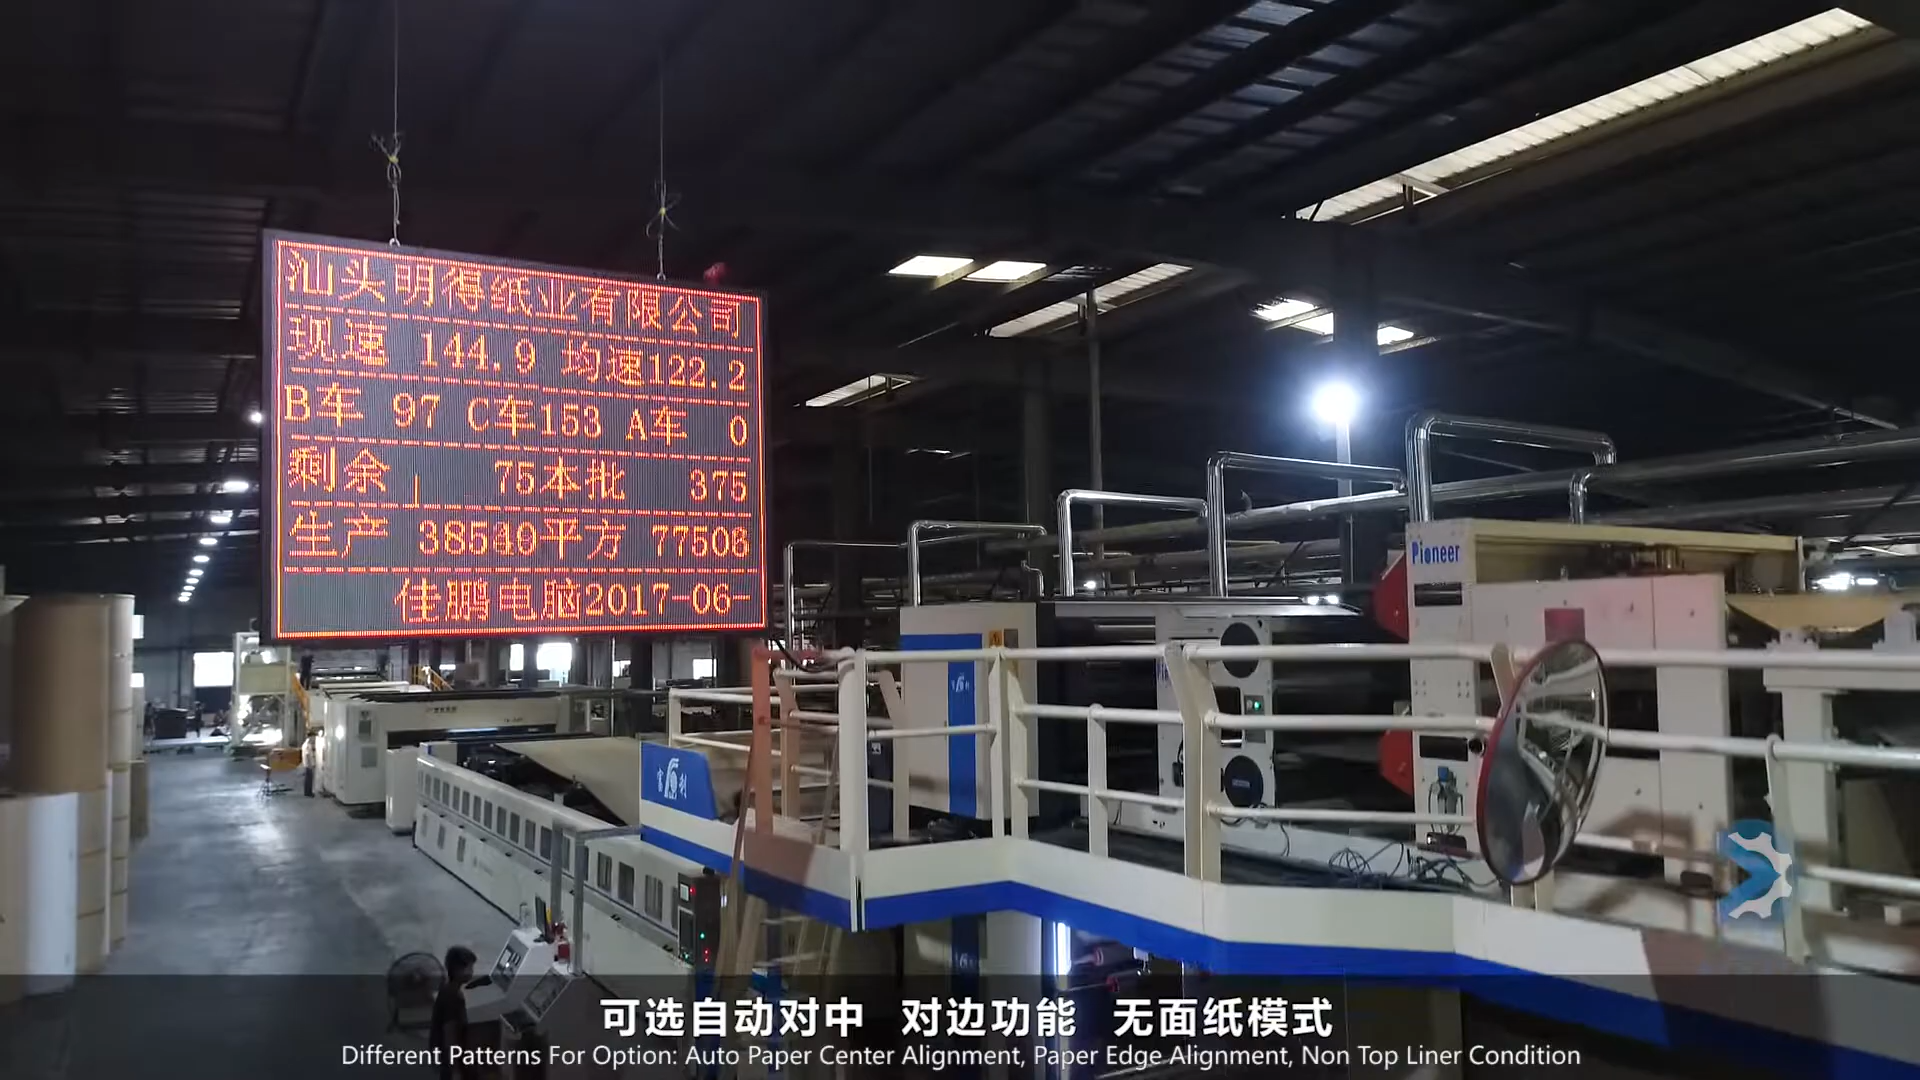 汕头明得纸业有限公司
现速 144.9 均速122.2
B车 97 C车153 A车 0
剩余 75本批 375
生产 38540平方 77506
佳鹏电脑2017-06-
Pioneer
富利
可选自动对中 对边功能 无面纸模式
Different Patterns For Option: Auto Paper Center Alignment, Paper Edge Alignment, Non Top Liner Condition